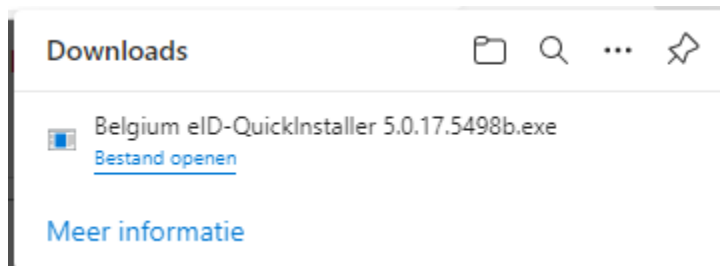 Downloads
Belgium eID-QuickInstaller 5.0.17.5498b.exe
Bestand openen
Meer informatie